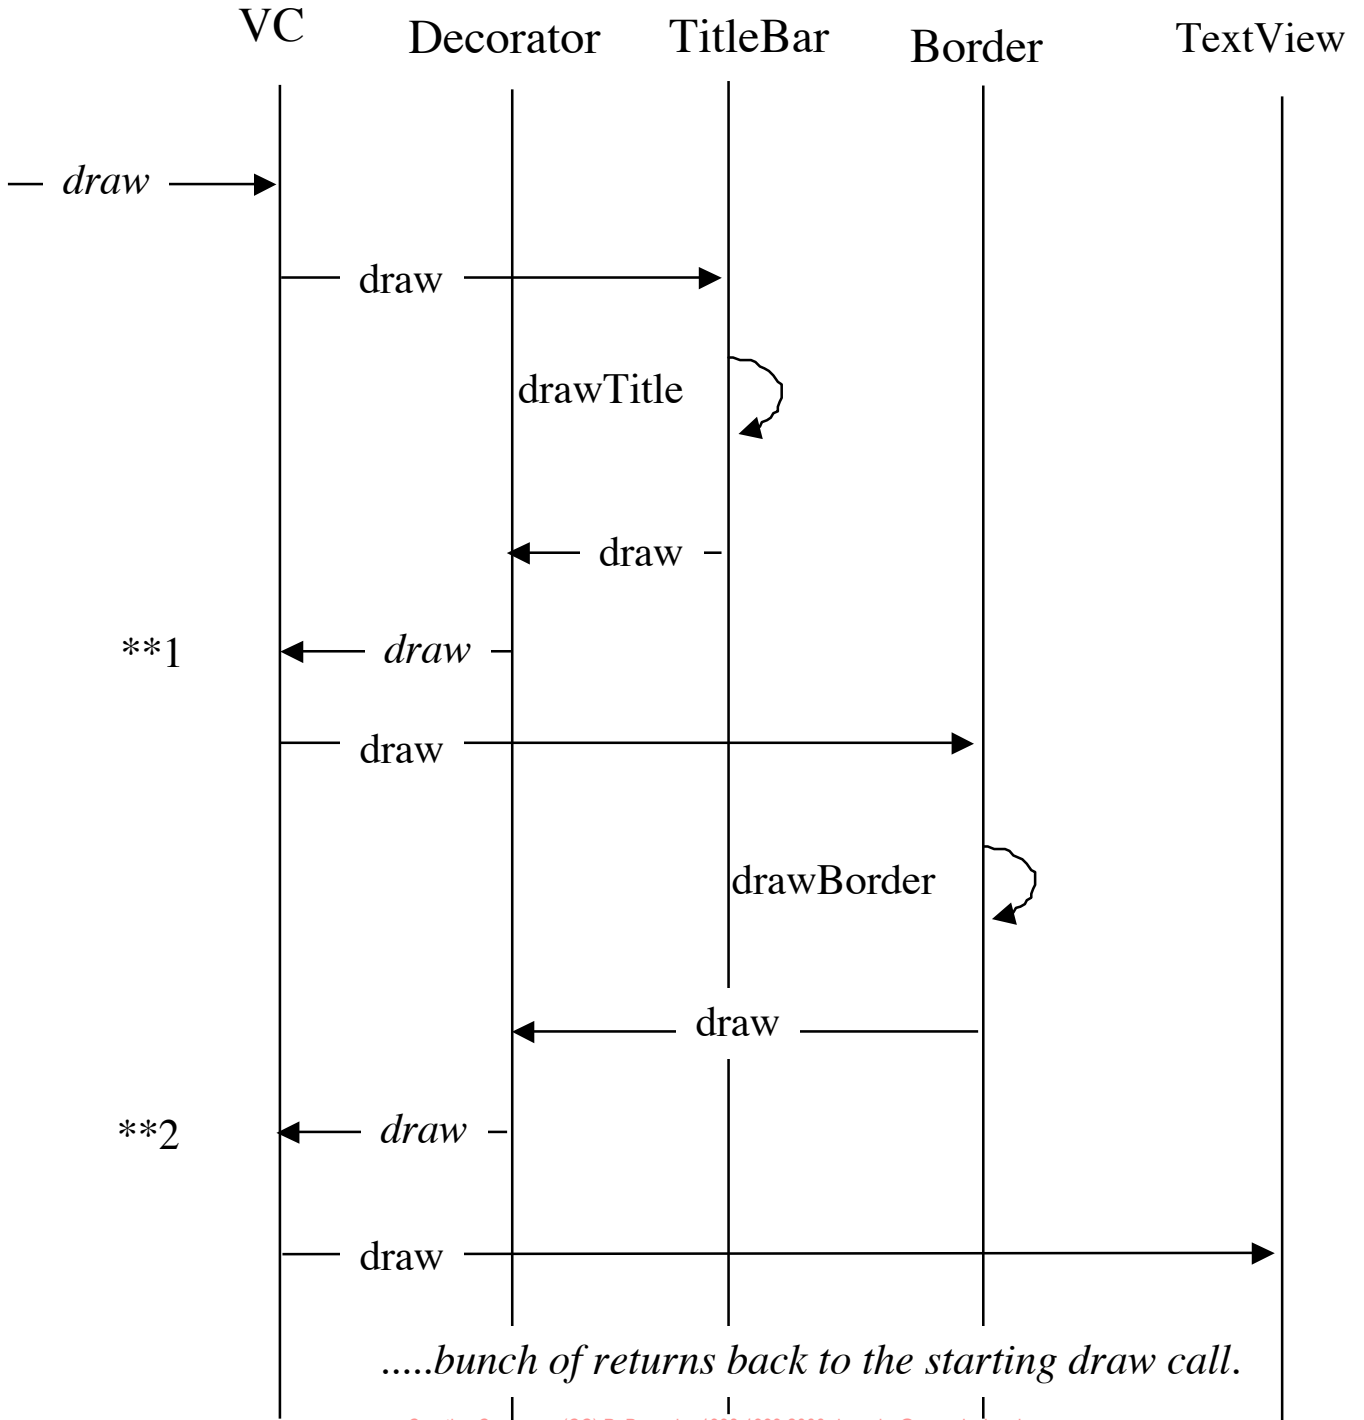 VC
Decorator
TitleBar
Border
TextView
draw
draw
drawTitle
draw
**1
draw
draw
drawBorder
draw
**2
draw
draw
.....bunch of returns back to the starting draw call.